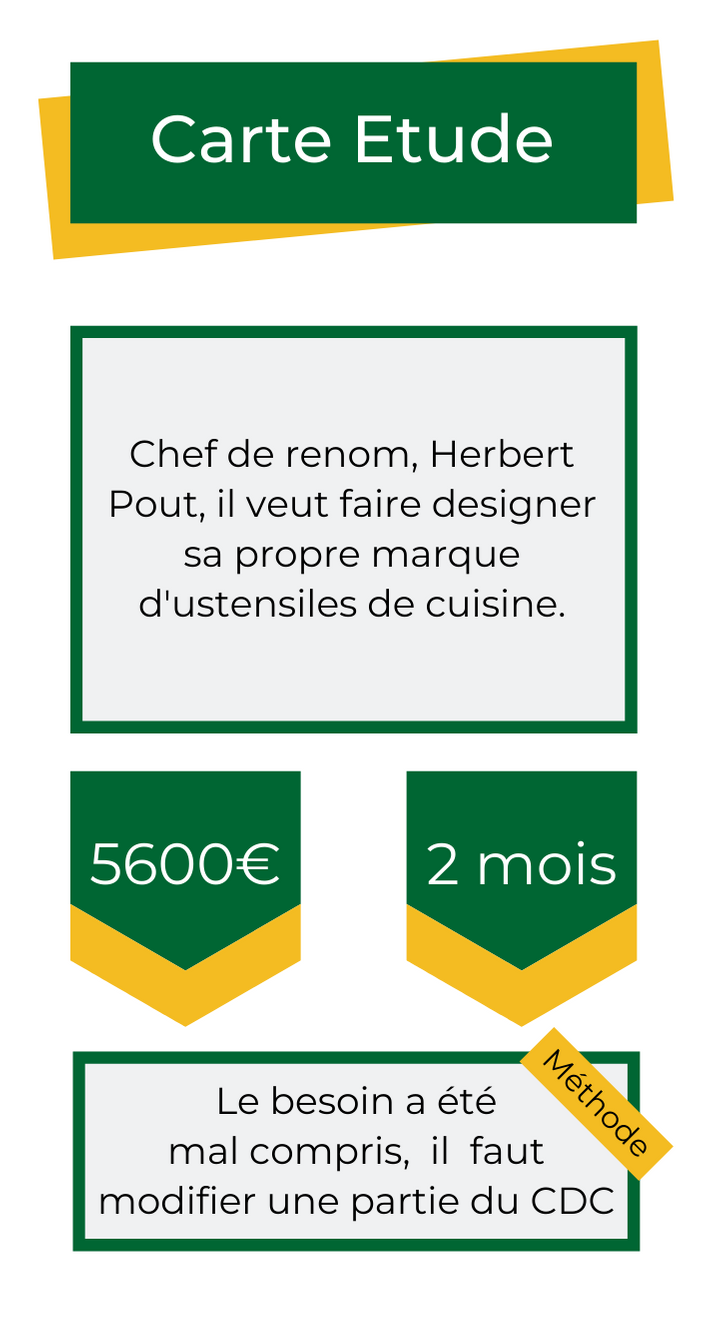 Carte Etude
Chef de renom, Herbert
Pout, il veut faire designer
sa propre marque
d'ustensiles de cuisine.
5600€
2 mois
Méthode
Le besoin a été
mal compris, il faut
modifier une partie du CDC